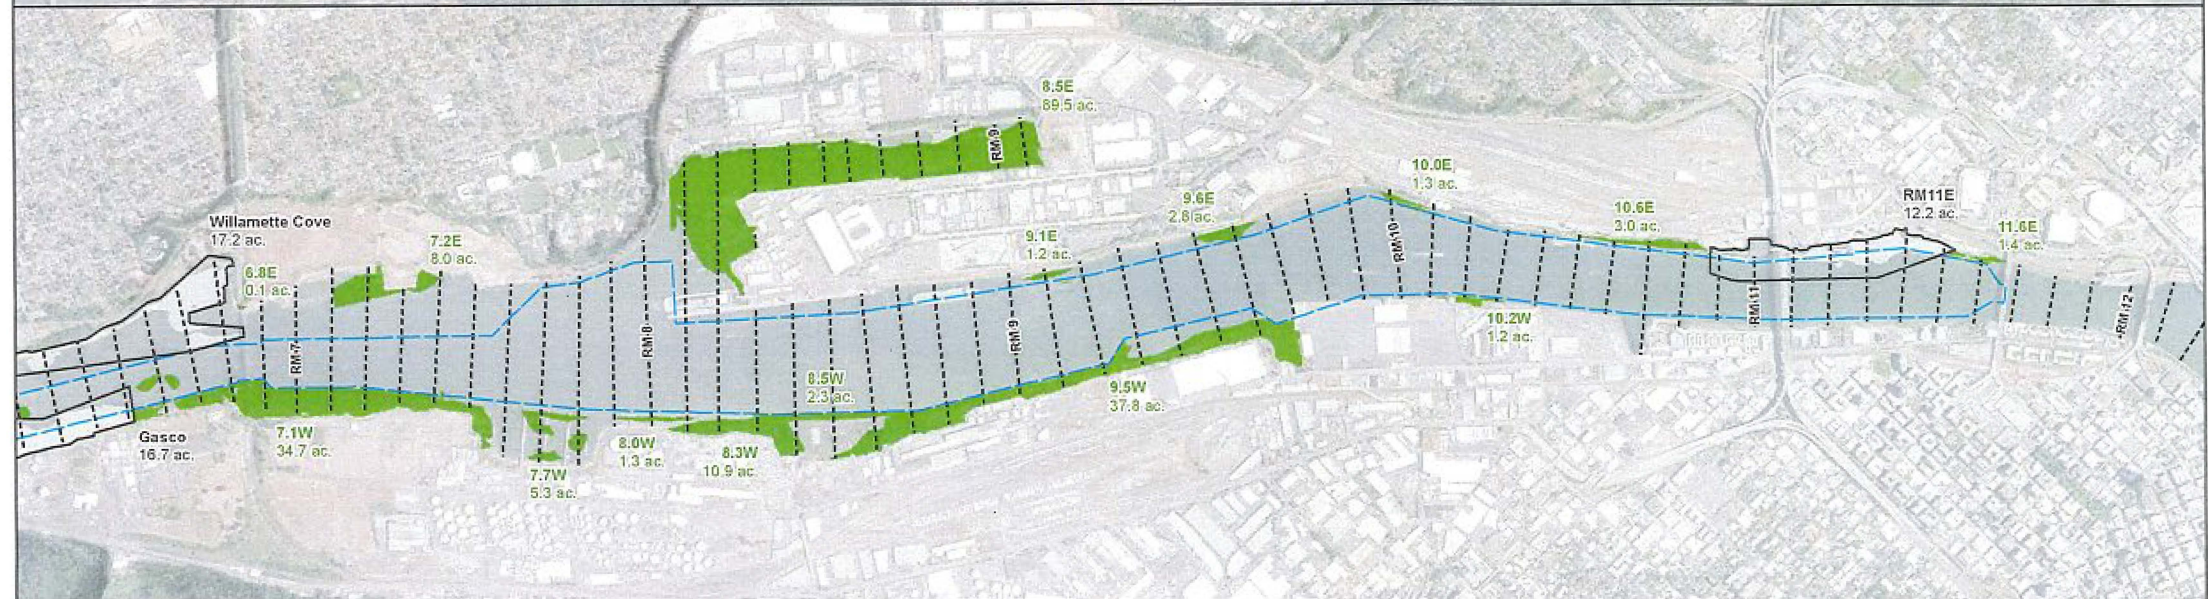 8.5E
89.5 ac.
RM-9
10.0E
1.3 ac.
9.6E
2.8 ac.
RM11E
12.2 ac.
10.6E
3.0 ac.
Willamette Cove
17.2 ac.
7.2E
8.0 ac.
9.1E
1.2 ac.
11.6E
1.4 ac.
6.8E
0.1 ac.
RM-10
RM-11
RM-12
RM-7
RM-8
RM-9
10.2W
1.2 ac.
8.5W
2.3 ac.
9.5W
37.8 ac.
Gasco
16.7 ac.
7.1W
34.7 ac.
8.0W
1.3 ac.
8.3W
10.9 ac.
7.7W
5.3 ac.